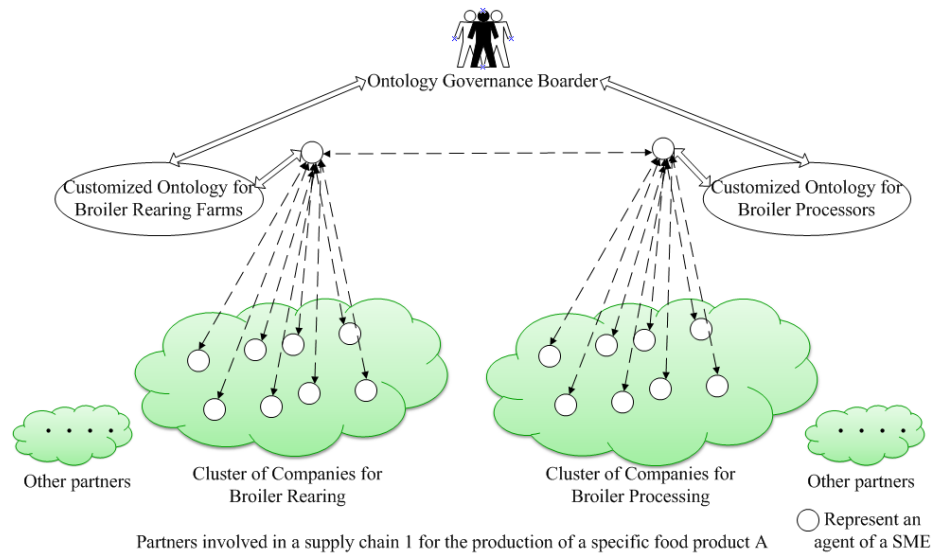 Ontology Governance Boarder
Customized Ontology for
Broiler Rearing Farms
Customized Ontology for
Broiler Processors
Other partners
Cluster of Companies for
Broiler Rearing
Cluster of Companies for
Broiler Processing
Other partners
Represent an
agent of a SME
Partners involved in a supply chain 1 for the production of a specific food product A